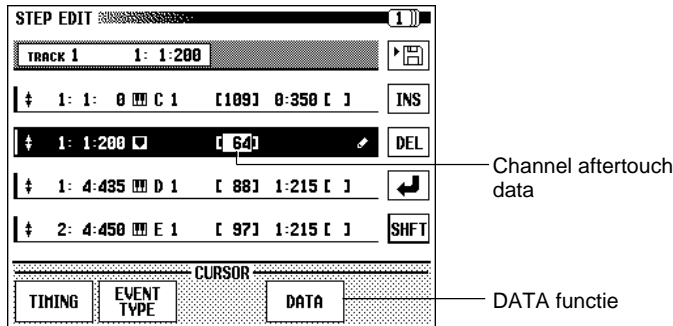 STEP EDIT 1
TRACK 1 1: 1:200
1: 1: 0 C 1 [109] 0:350 [ ] INS
1: 1:200 [ 64] DEL
Channel aftertouch
data
1: 4:435 D 1 [ 88] 1:215 [ ]
2: 4:450 E 1 [ 97] 1:215 [ ] SHFT
CURSOR
TIMING EVENT TYPE DATA
DATA functie